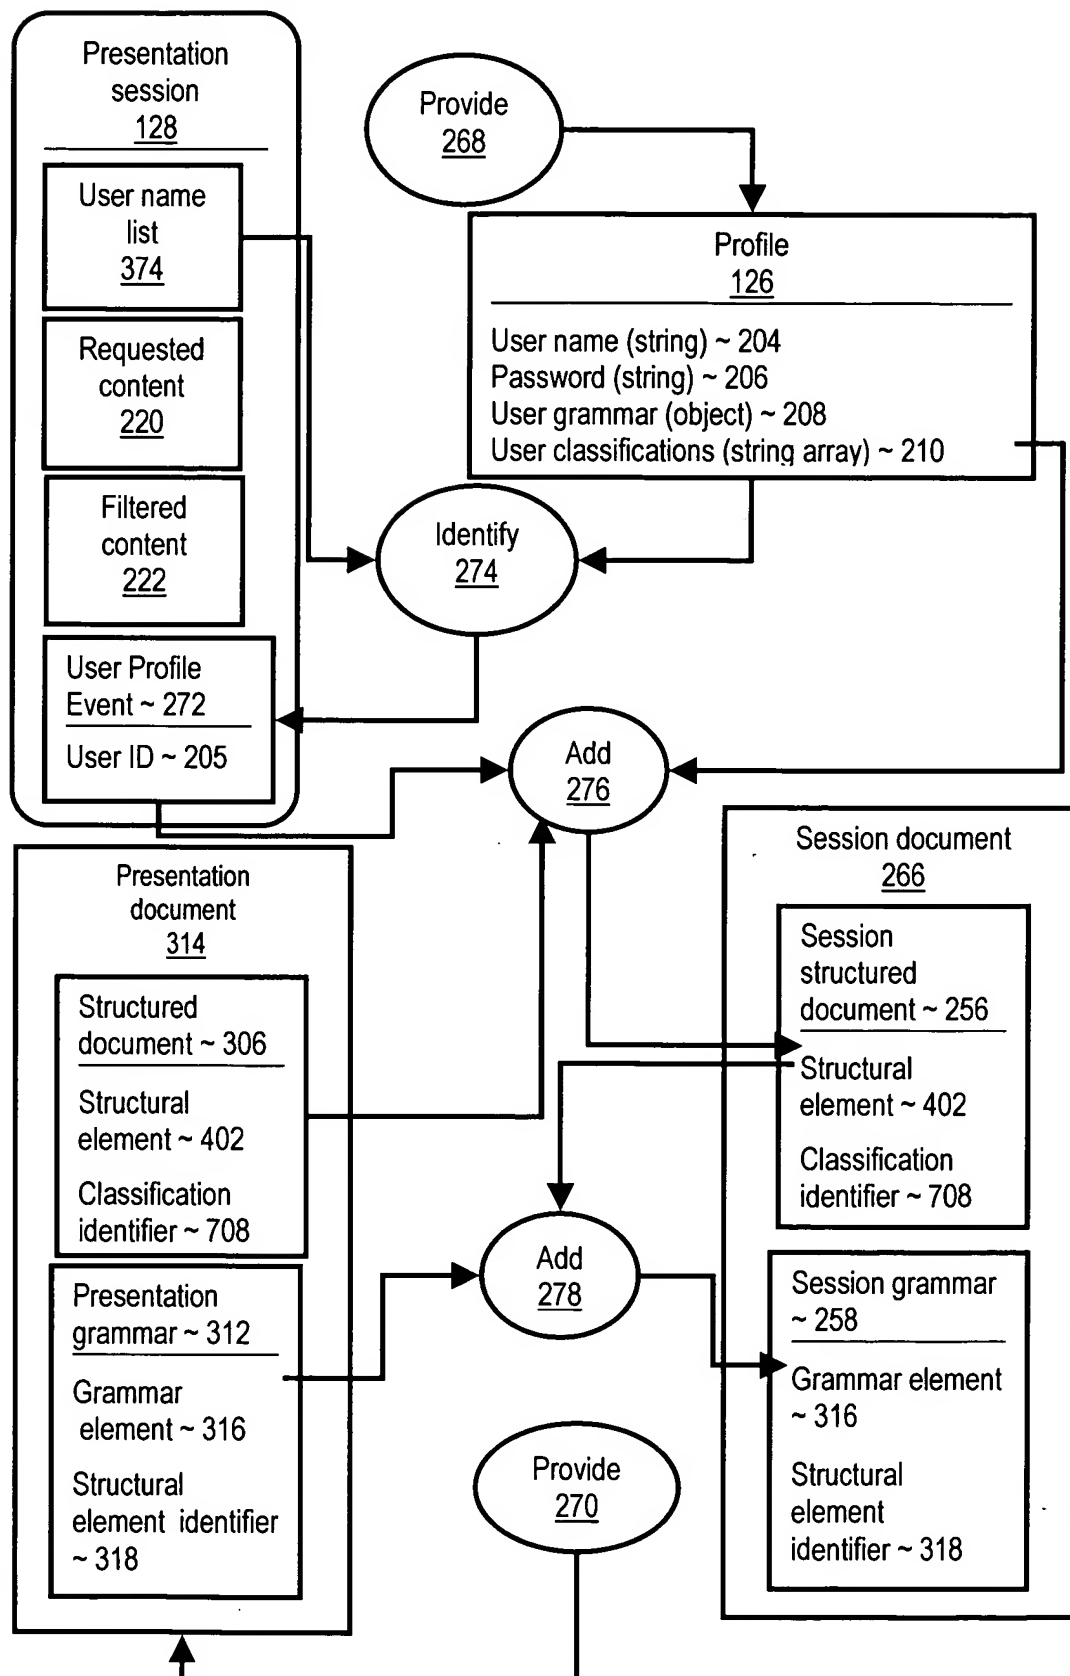 Presentation
session
128
User name
list
374
Requested
content
220
Filtered
content
222
User Profile
Event ~ 272
User ID ~ 205
Provide
268
Profile
126
User name (string) ~ 204
Password (string) ~ 206
User grammar (object) ~ 208
User classifications (string array) ~ 210
Identify
274
Add
276
Presentation
document
314
Structured
document ~ 306
Structural
element ~ 402
Classification
identifier ~ 708
Presentation
grammar ~ 312
Grammar
element ~ 316
Structural
element identifier
~ 318
Add
278
Provide
270
Session document
266
Session
structured
document ~ 256
Structural
element ~ 402
Classification
identifier ~ 708
Session grammar
~ 258
Grammar element
~ 316
Structural
element
identifier ~ 318